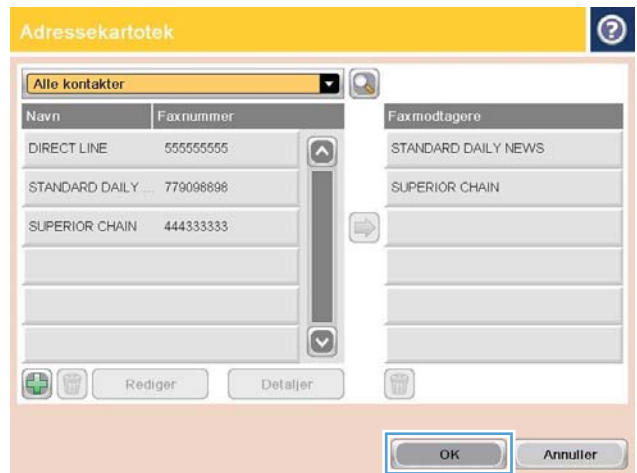 Adressekartotek
Alle kontakter
Navn Faxnummer
DIRECT LINE 555555555
STANDARD DAILY ... 779098898
SUPERIOR CHAIN 444333333
Faxmodtagere
STANDARD DAILY NEWS
SUPERIOR CHAIN
Rediger Detaljer
OK Annuller